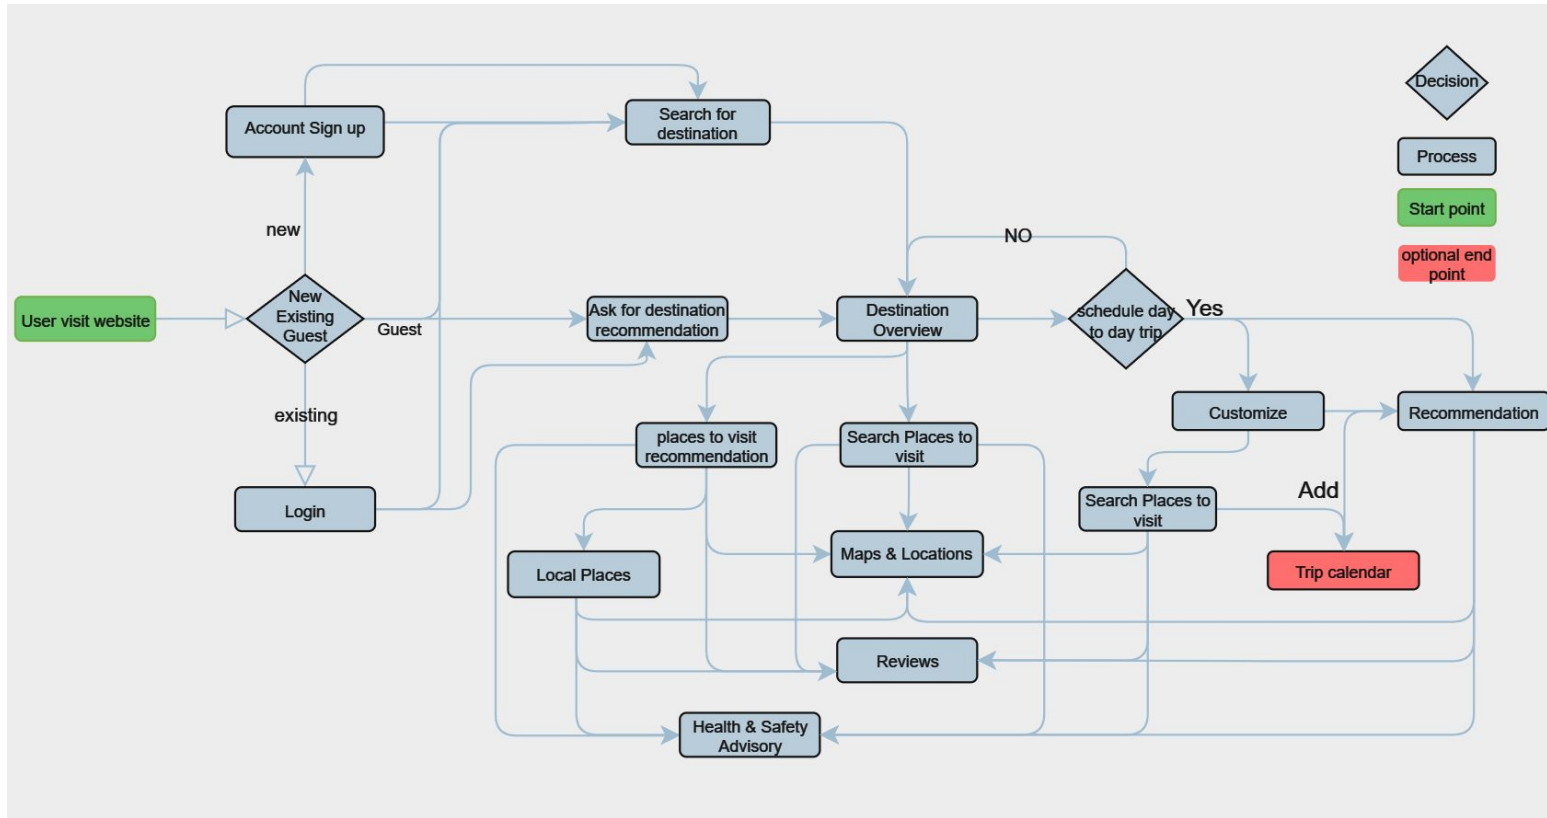 Decision
Account Sign up
Search for
destination
Process
Start point
new
NO
optional end
point
User visit website
New
Existing
Guest
Guest
Ask for destination
recommendation
Destination
Overview
schedule day
to day trip
Yes
existing
Customize
Recommendation
places to visit
recommendation
Search Places to
visit
Login
Search Places to
visit
Add
Local Places
Maps & Locations
Trip calendar
Reviews
Health & Safety
Advisory